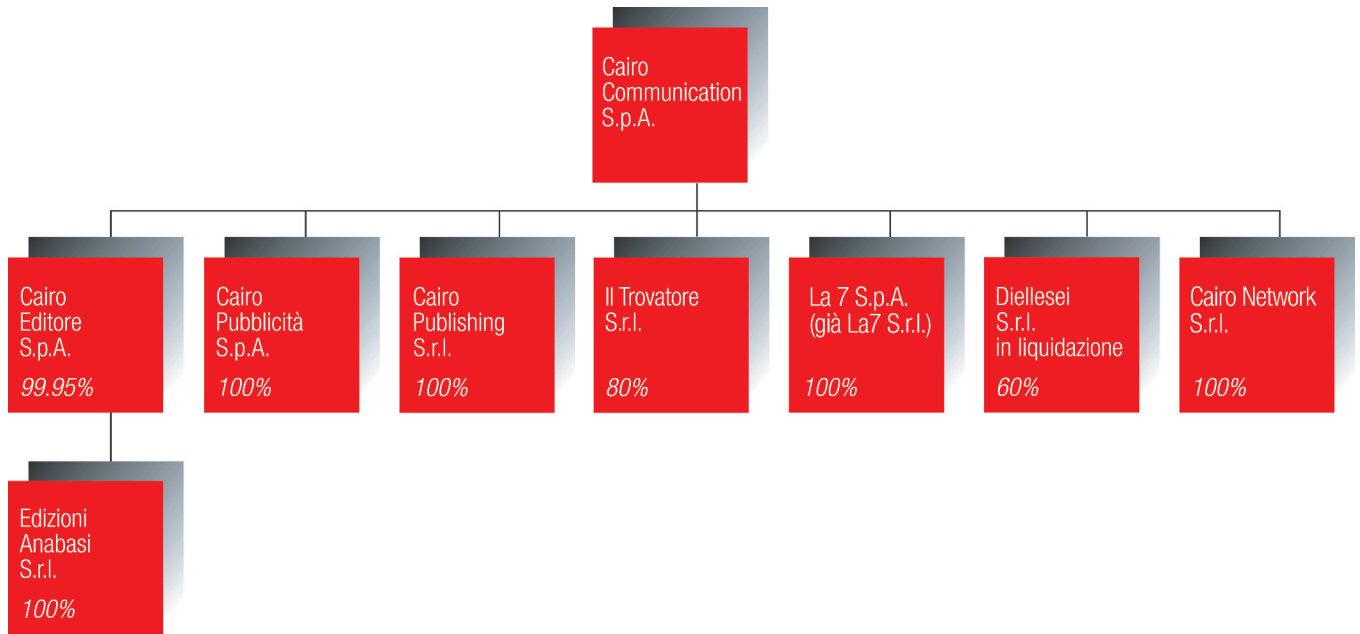 Cairo
Communication
S.p.A.
Cairo
Editore
S.p.A.
99.95%
Cairo
Pubblicità
S.p.A.
100%
Cairo
Publishing
S.r.l.
100%
Il Trovatore
S.r.l.
80%
La 7 S.p.A.
(già La7 S.r.l.)
100%
Diellesei
S.r.l.
in liquidazione
60%
Cairo Network
S.r.l.
100%
Edizioni
Anabasi
S.r.l.
100%